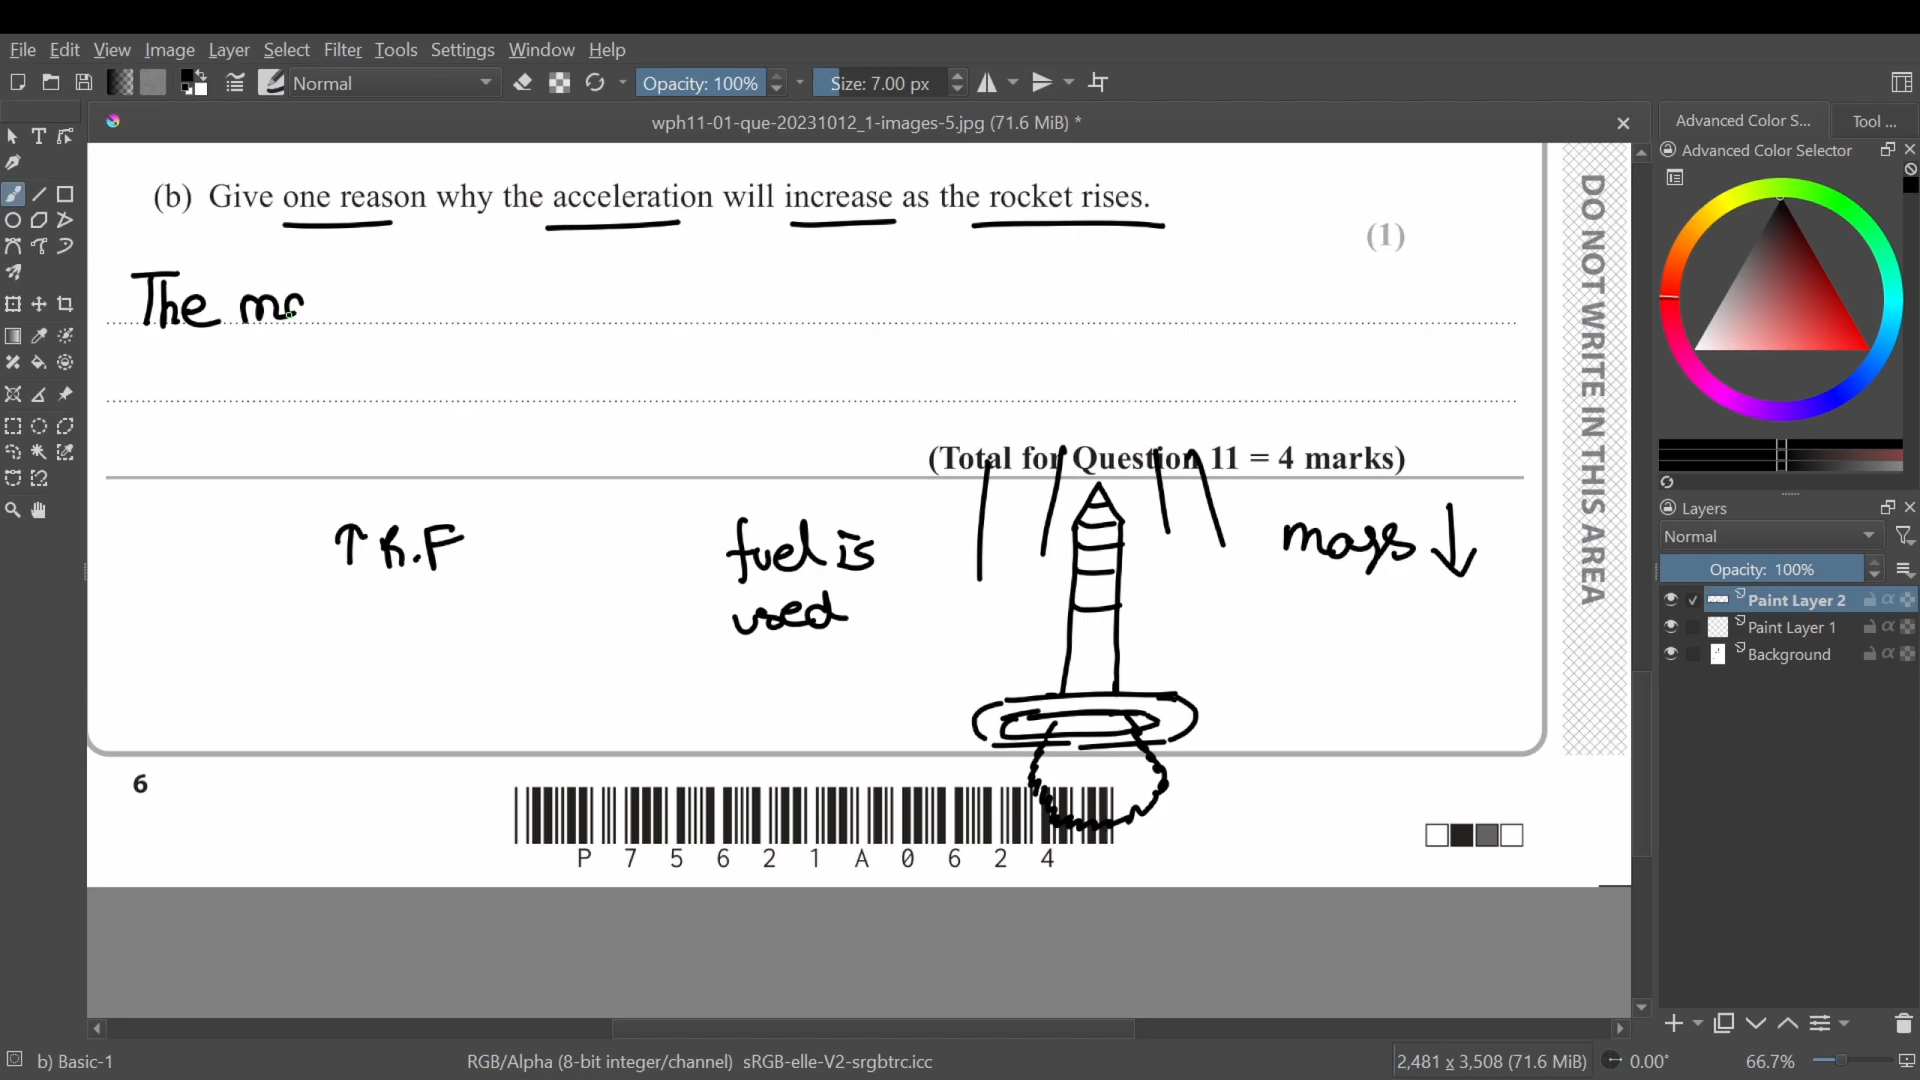 File Edit View Image Layer Select Filter Tools Settings Window Help
Normal Opacity: 100% Size: 7.00 px
wph11-01-que-20231012_1-images-5.jpg (71.6 MiB) *
Advanced Color S... Tool ...
Advanced Color Selector
(b) Give one reason why the acceleration will increase as the rocket rises.
(1)
The ma
(Total for Question 11 = 4 marks)
↑ R.F
fuel is
used
mass ↓
DO NOT WRITE IN THIS AREA
6
P 7 5 6 2 1 A 0 6 2 4
Layers
Normal
Opacity: 100%
Paint Layer 2
Paint Layer 1
Background
b) Basic-1 RGB/Alpha (8-bit integer/channel) sRGB-elle-V2-srgbtrc.icc 2,481 x 3,508 (71.6 MiB) 0.00° 66.7%